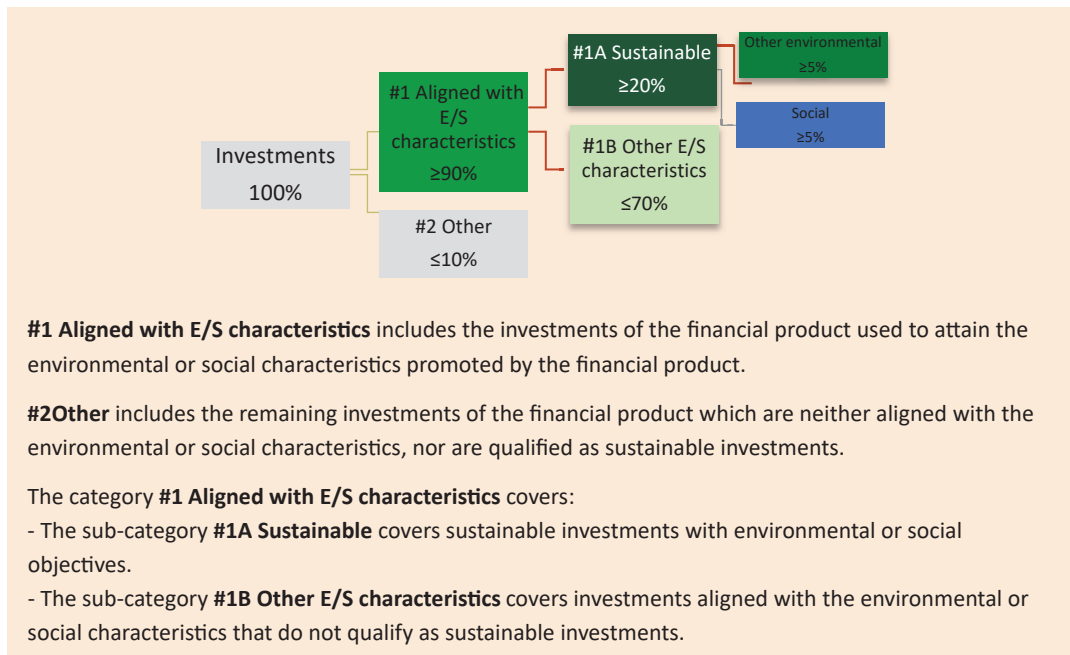 Investments
100%
#1 Aligned with
E/S
characteristics
≥90%
#2 Other
≤10%
#1A Sustainable
≥20%
#1B Other E/S
characteristics
≤70%
Other environmental
≥5%
Social
≥5%
#1 Aligned with E/S characteristics includes the investments of the financial product used to attain the
environmental or social characteristics promoted by the financial product.
#2Other includes the remaining investments of the financial product which are neither aligned with the
environmental or social characteristics, nor are qualified as sustainable investments.
The category #1 Aligned with E/S characteristics covers:
- The sub-category #1A Sustainable covers sustainable investments with environmental or social
objectives.
- The sub-category #1B Other E/S characteristics covers investments aligned with the environmental or
social characteristics that do not qualify as sustainable investments.